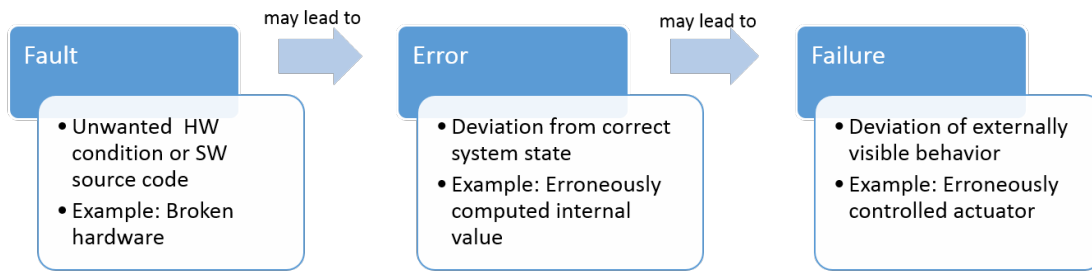 may lead to
may lead to
Fault
• Unwanted HW
condition or SW
source code
• Example: Broken
hardware
Error
• Deviation from correct
system state
• Example: Erroneously
computed internal
value
Failure
• Deviation of externally
visible behavior
• Example: Erroneously
controlled actuator